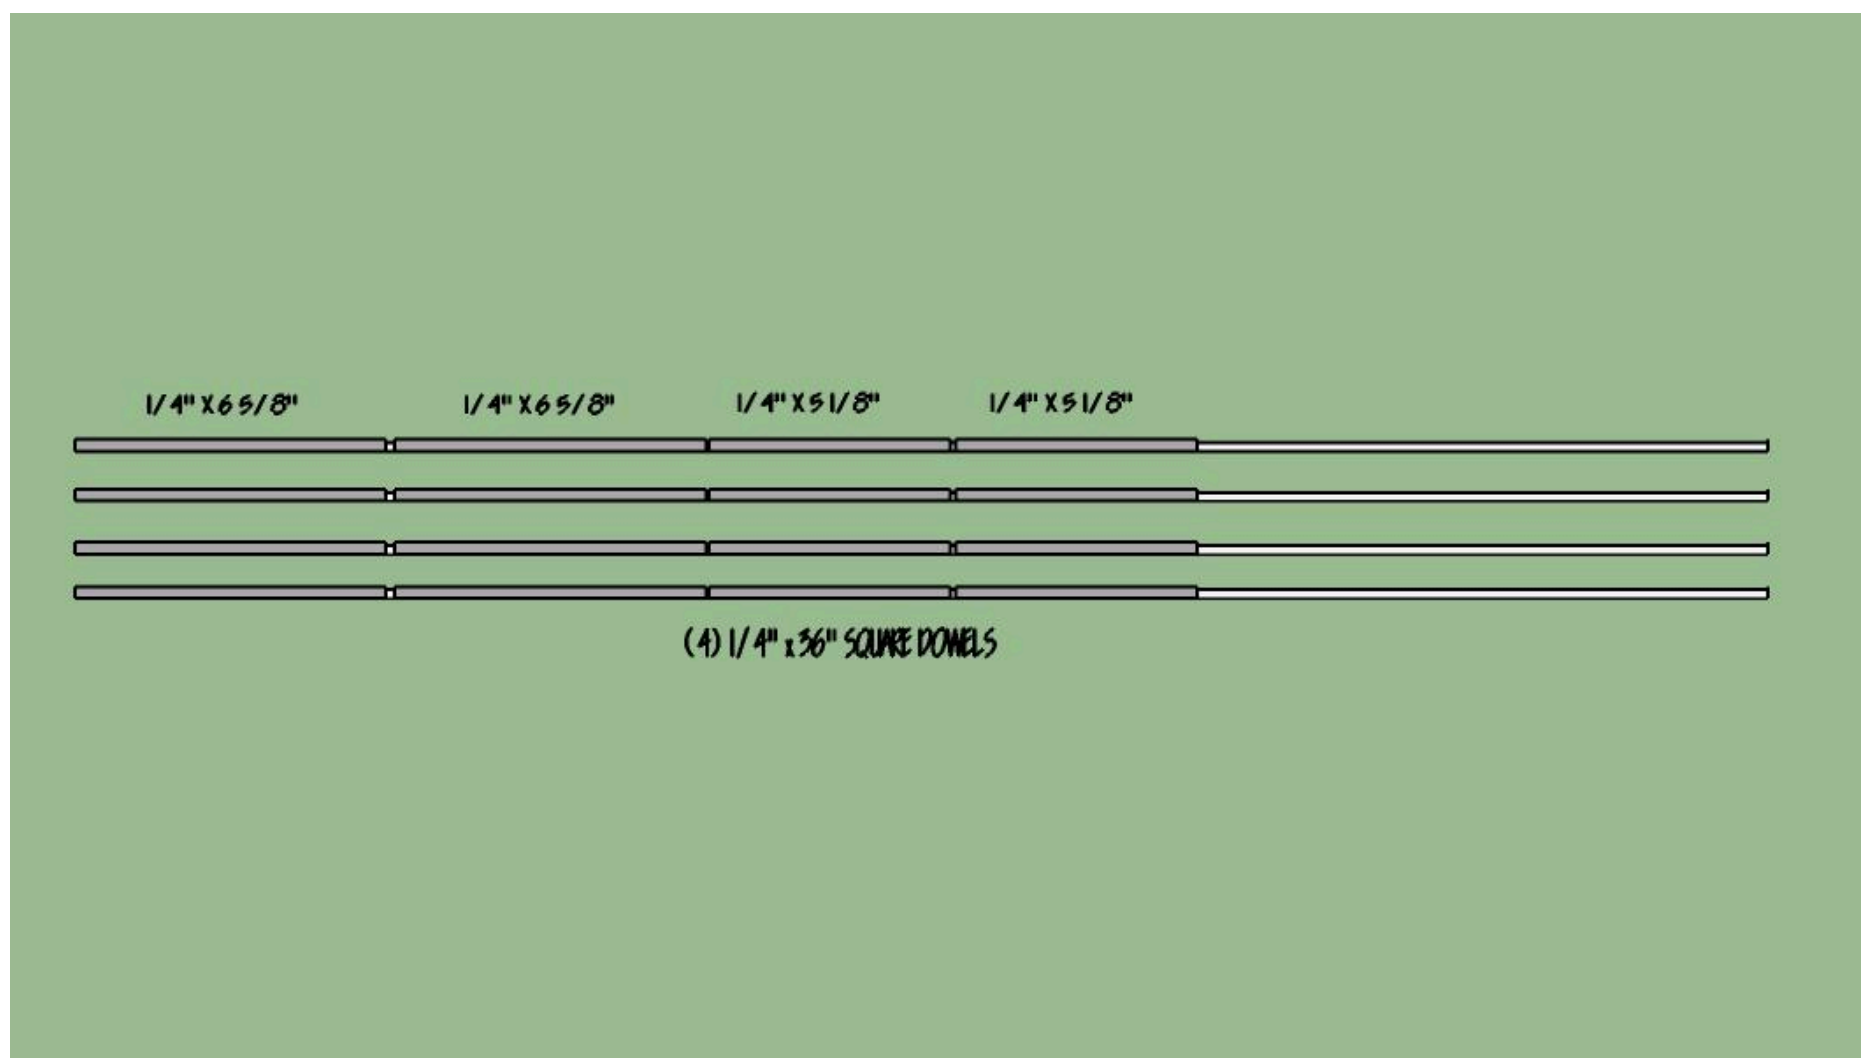 1/4" X 6 5/8" 1/4" X 6 5/8" 1/4" X 5 1/8" 1/4" X 5 1/8"
(4) 1/4" x 36" SQUARE DOWELS